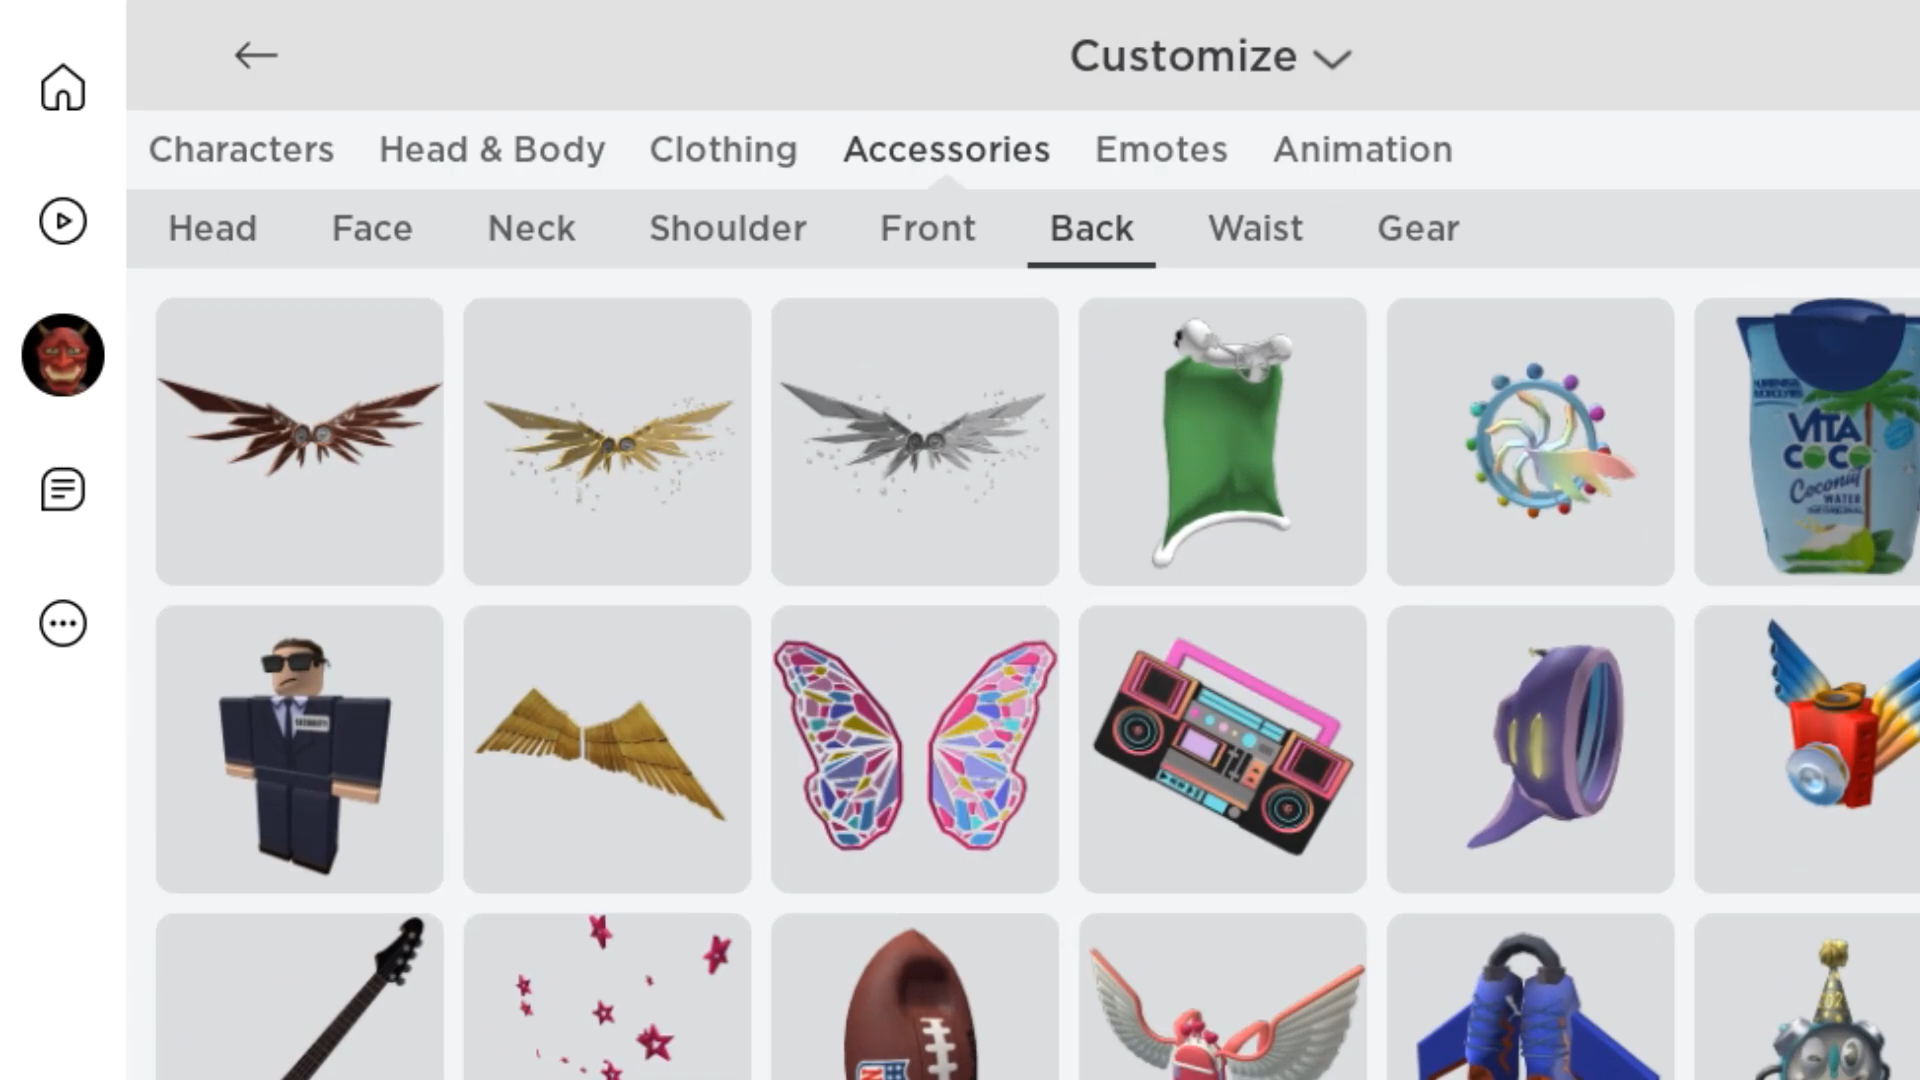 Customize
Characters Head & Body Clothing Accessories Emotes Animation
Head Face Neck Shoulder Front Back Waist Gear
VITA
COCO
Coconut
WATER